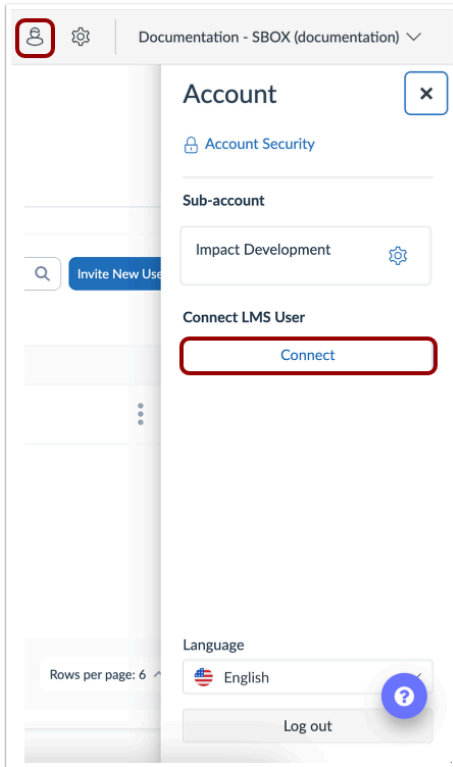 Documentation - SBOX (documentation)
Account
Account Security
Sub-account
Impact Development
Invite New Use
Connect LMS User
Connect
Language
Rows per page: 6
English
?
Log out